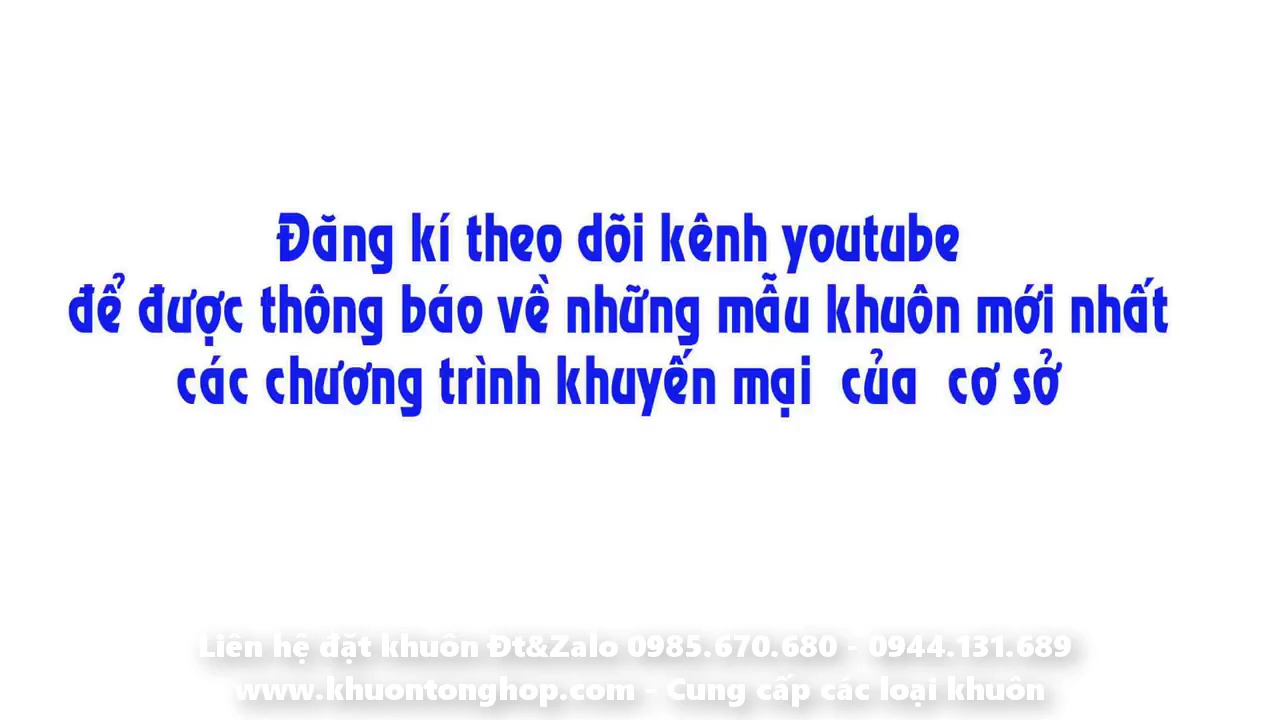 Đăng kí theo dõi kênh youtube
để được thông báo về những mẫu khuôn mới nhất
các chương trình khuyến mại của cơ sở
Liên hệ đặt khuôn Đt&Zalo 0985.670.680 - 0944.131.689
www.khuontonghop.com - Cung cấp các loại khuôn